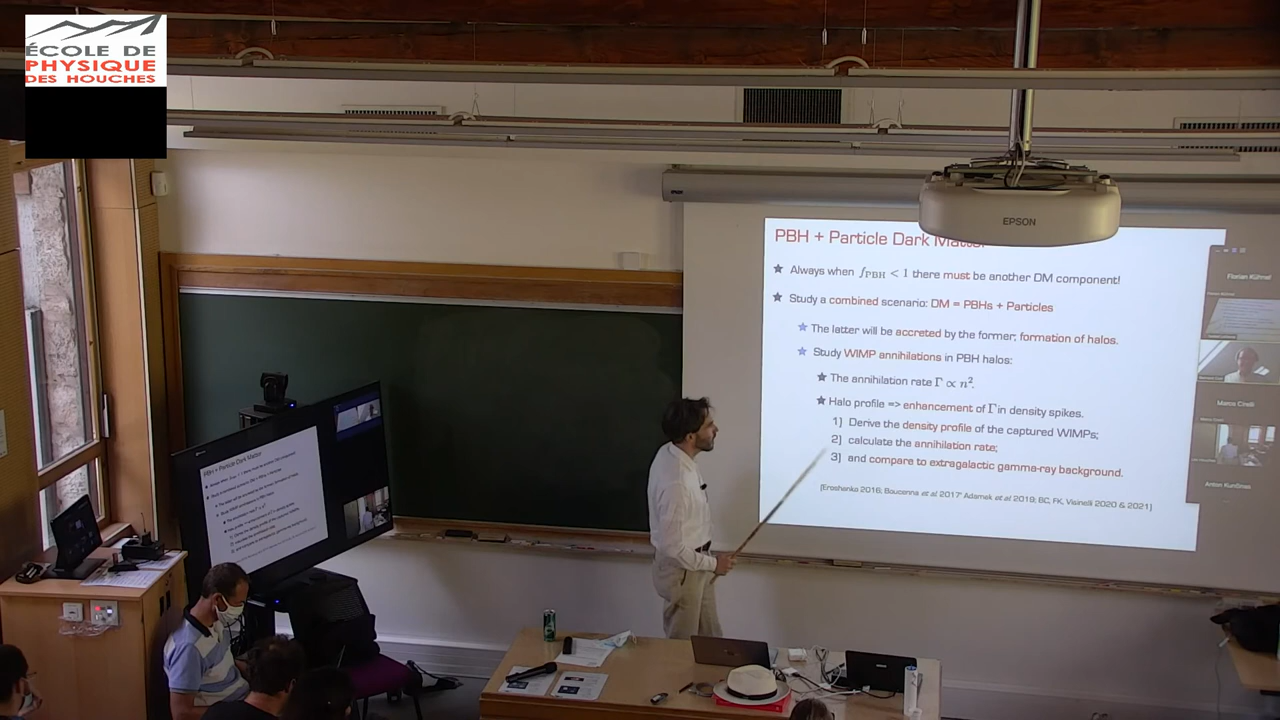 ÉCOLE DE
PHYSIQUE
DES HOUCHES
EPSON
PBH + Particle Dark Matter
Always when fPBH < 1 there must be another DM component!
Study a combined scenario: DM = PBHs + Particles
The latter will be accreted by the former; formation of halos.
Study WIMP annihilations in PBH halos:
The annihilation rate Γ ∝ n².
Halo profile => enhancement of Γ in density spikes.
1) Derive the density profile of the captured WIMPs;
2) calculate the annihilation rate;
3) and compare to extragalactic gamma-ray background.
[Eroshenko 2016, Boucenna et al 2017, Adamek et al 2019; BC, FK, Visinelli 2020 & 2021]
Florian Kühnel
Marco Cirelli
PBH + Particle Dark Matter